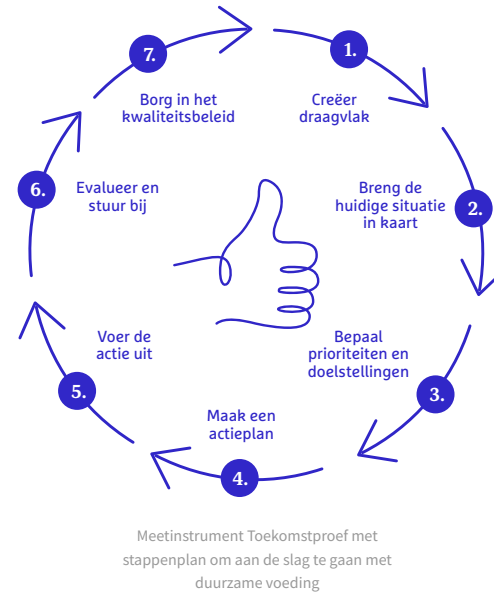 1.
Creëer
draagvlak
2.
Breng de
huidige situatie
in kaart
3.
Bepaal
prioriteiten en
doelstellingen
4.
Maak een
actieplan
5.
Voer de
actie uit
6.
Evalueer en
stuur bij
7.
Borg in het
kwaliteitsbeleid
Meetinstrument Toekomstproef met
stappenplan om aan de slag te gaan met
duurzame voeding